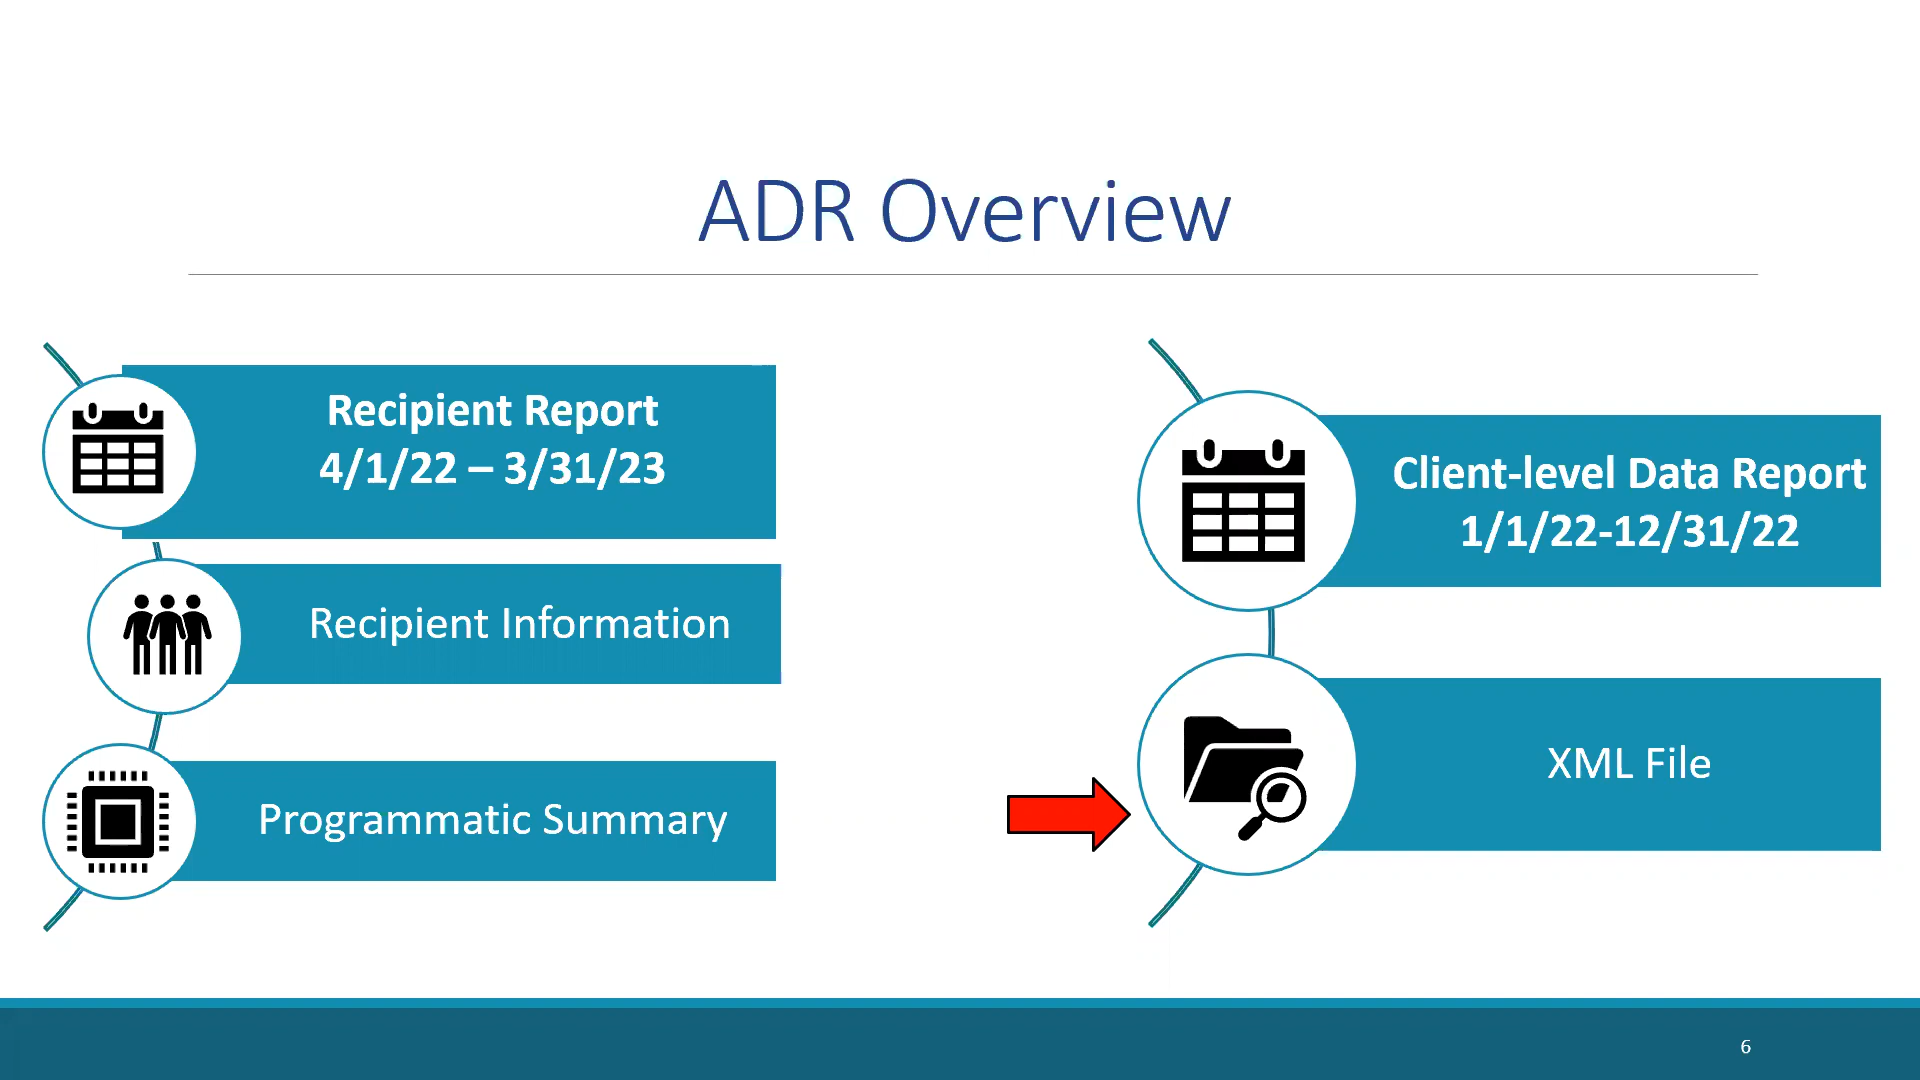 ADR Overview
Recipient Report
4/1/22 – 3/31/23
Recipient Information
Programmatic Summary
Client-level Data Report
1/1/22-12/31/22
XML File
6